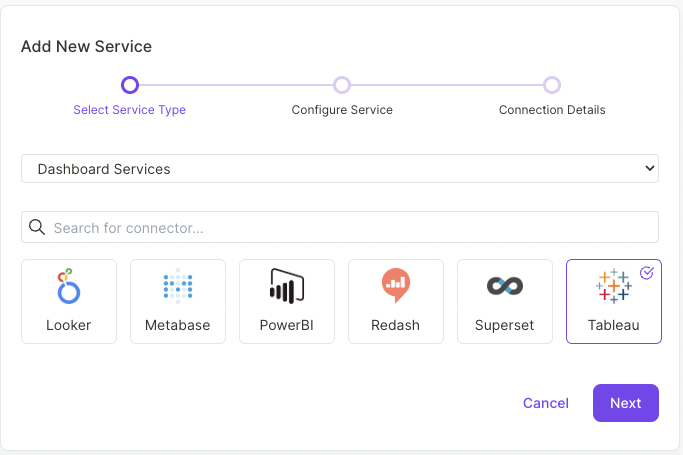 Add New Service
Select Service Type
Configure Service
Connection Details
Dashboard Services
Search for connector...
Looker
Metabase
PowerBI
Redash
Superset
Tableau
Cancel
Next